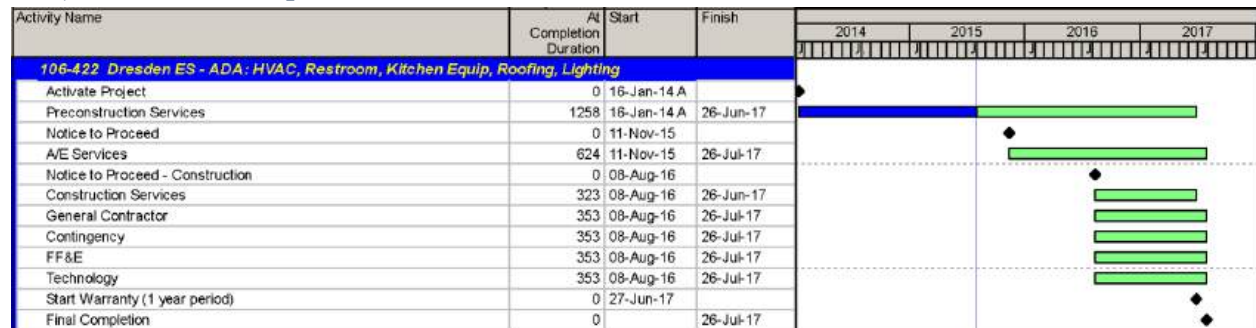 Activity Name At Completion Duration Start Finish
2014 2015 2016 2017
J J J J J J J
106-422 Dresden ES - ADA: HVAC, Restroom, Kitchen Equip, Roofing, Lighting
Activate Project 0 16-Jan-14 A
Preconstruction Services 1258 16-Jan-14 A 26-Jun-17
Notice to Proceed 0 11-Nov-15
A/E Services 624 11-Nov-15 26-Jul-17
Notice to Proceed - Construction 0 08-Aug-16
Construction Services 323 08-Aug-16 26-Jun-17
General Contractor 353 08-Aug-16 26-Jul-17
Contingency 353 08-Aug-16 26-Jul-17
FF&E 353 08-Aug-16 26-Jul-17
Technology 353 08-Aug-16 26-Jul-17
Start Warranty (1 year period) 0 27-Jun-17
Final Completion 0 26-Jul-17